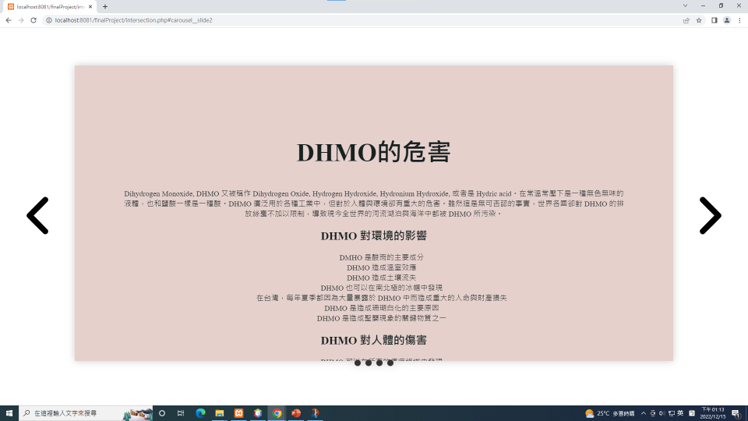 localhost:8081/finalProject/inters
localhost:8081/finalProject/intersection.php#carousel__slide2
DHMO的危害
Dihydrogen Monoxide, DHMO 又被稱作 Dihydrogen Oxide, Hydrogen Hydroxide, Hydronium Hydroxide, 或者是 Hydric acid。在常溫常壓下是一種無色無味的
液體，也和鹽酸一樣是一種酸。DHMO 廣泛用於各種工業中，但對於人體與環境卻有重大的危害。雖然這是無可否認的事實，世界各國卻對 DHMO 的排
放絲毫不加以限制，導致現今全世界的河流湖泊與海洋中都被 DHMO 所污染。
DHMO 對環境的影響
DMHO 是酸雨的主要成分
DHMO 造成溫室效應
DHMO 造成土壤流失
DHMO 也可以在南北極的冰帽中發現
在台灣，每年夏季都因為大量暴露於 DHMO 中而造成重大的人命與財產損失
DHMO 是造成珊瑚白化的主要原因
DHMO 是造成聖嬰現象的關鍵物質之一
DHMO 對人體的傷害
在這裡輸入文字來搜尋
25°C 多雲時晴
英
下午 01:13
2022/12/15